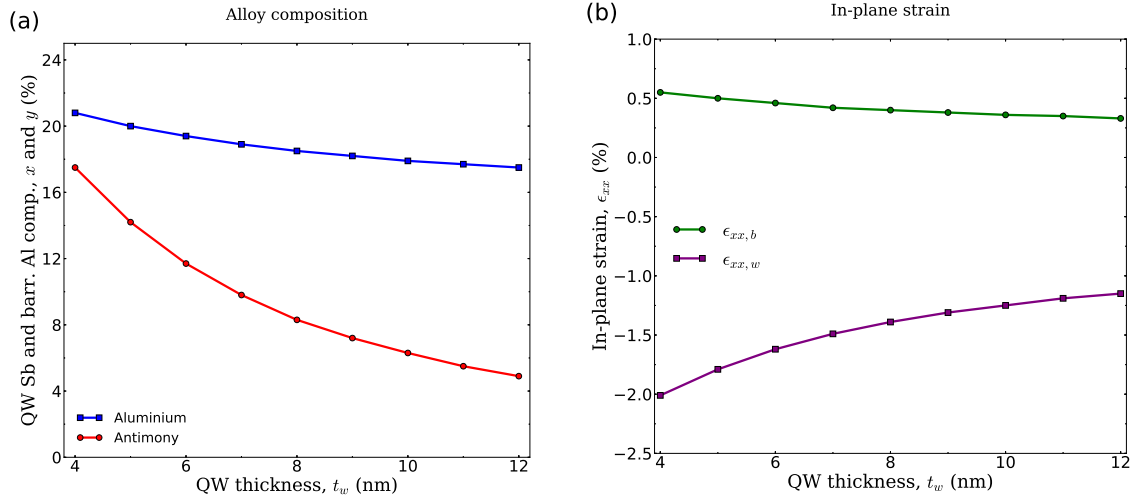 (a)
Alloy composition
QW Sb and barr. Al comp., x and y (%)
24
20
16
12
8
4
0
Aluminium
Antimony
4 6 8 10 12
QW thickness, t_w (nm)
(b)
In-plane strain
In-plane strain, ϵ_xx (%)
1.0
0.5
0.0
−0.5
−1.0
−1.5
−2.0
−2.5
ϵ_xx,b
ϵ_xx,w
4 6 8 10 12
QW thickness, t_w (nm)